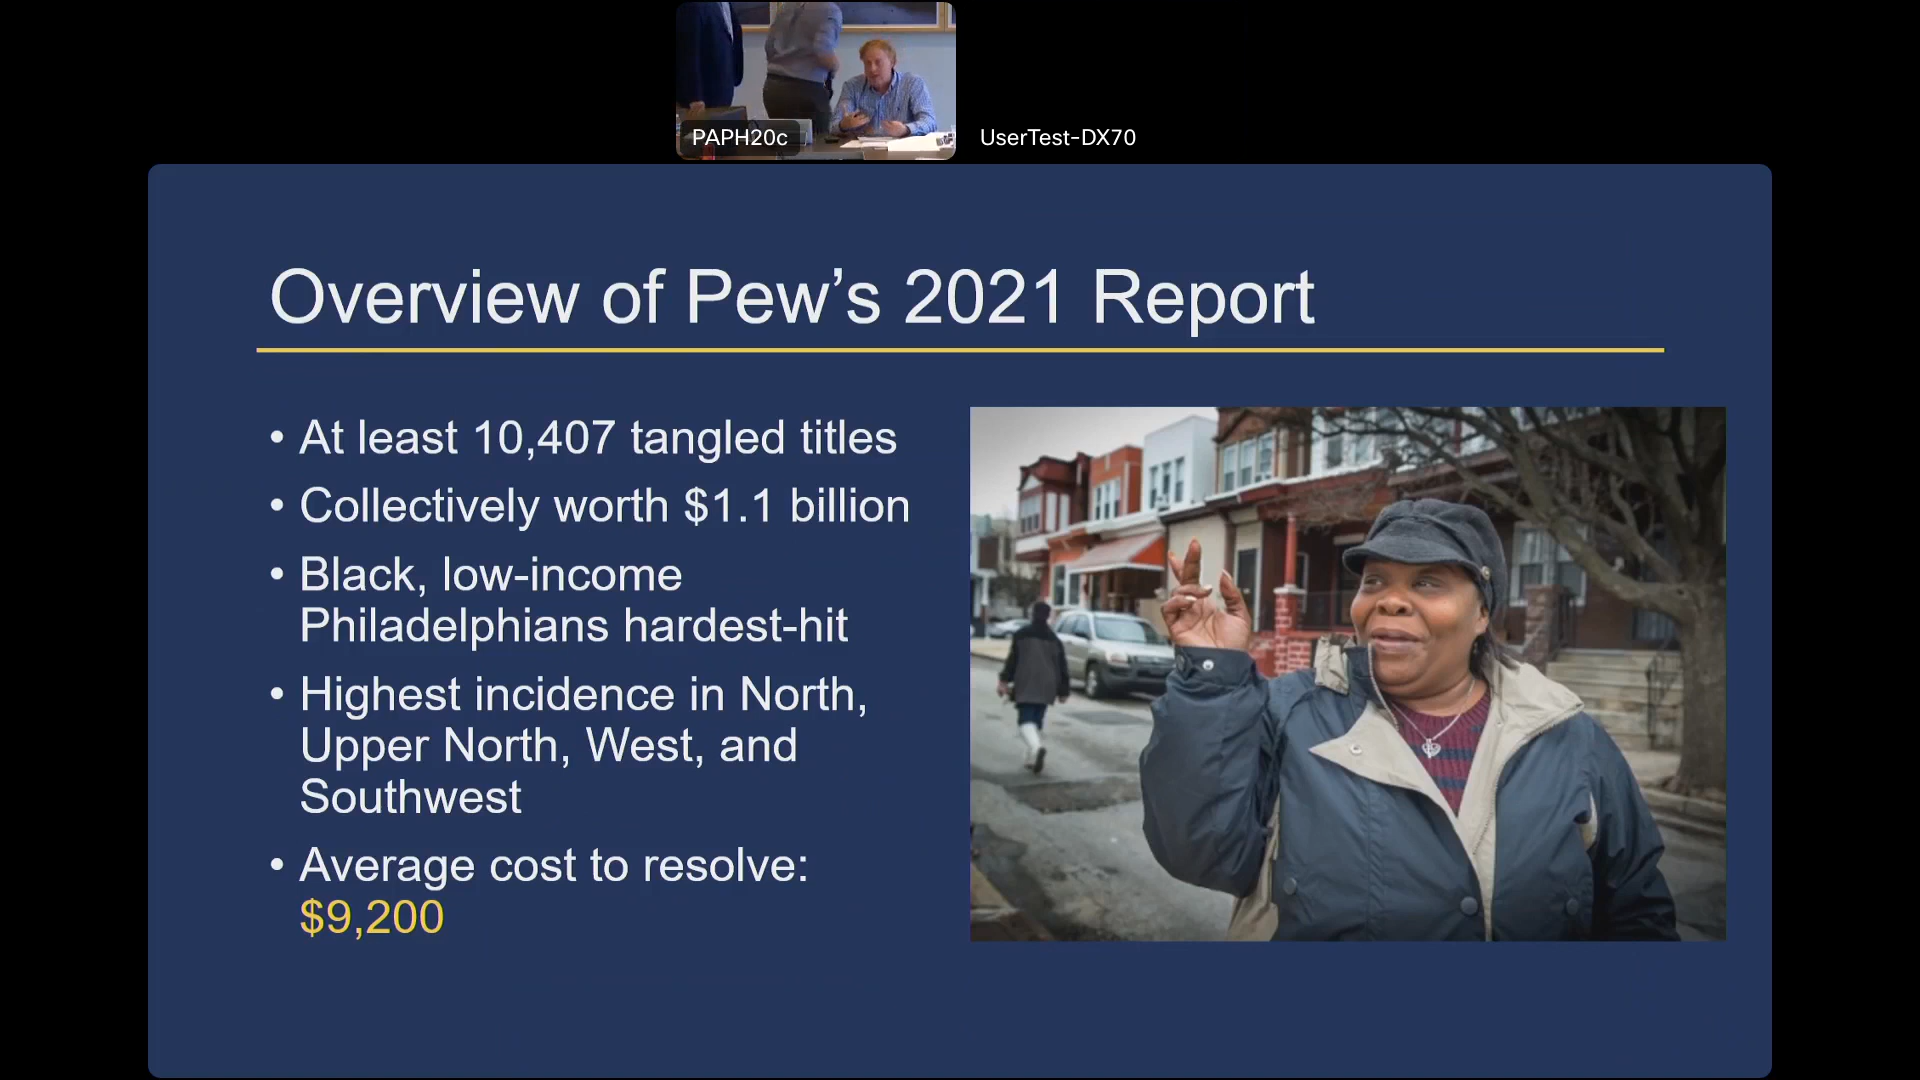 PAPH20c
UserTest-DX70
Overview of Pew’s 2021 Report
• At least 10,407 tangled titles
• Collectively worth $1.1 billion
• Black, low-income
Philadelphians hardest-hit
• Highest incidence in North,
Upper North, West, and
Southwest
• Average cost to resolve:
$9,200